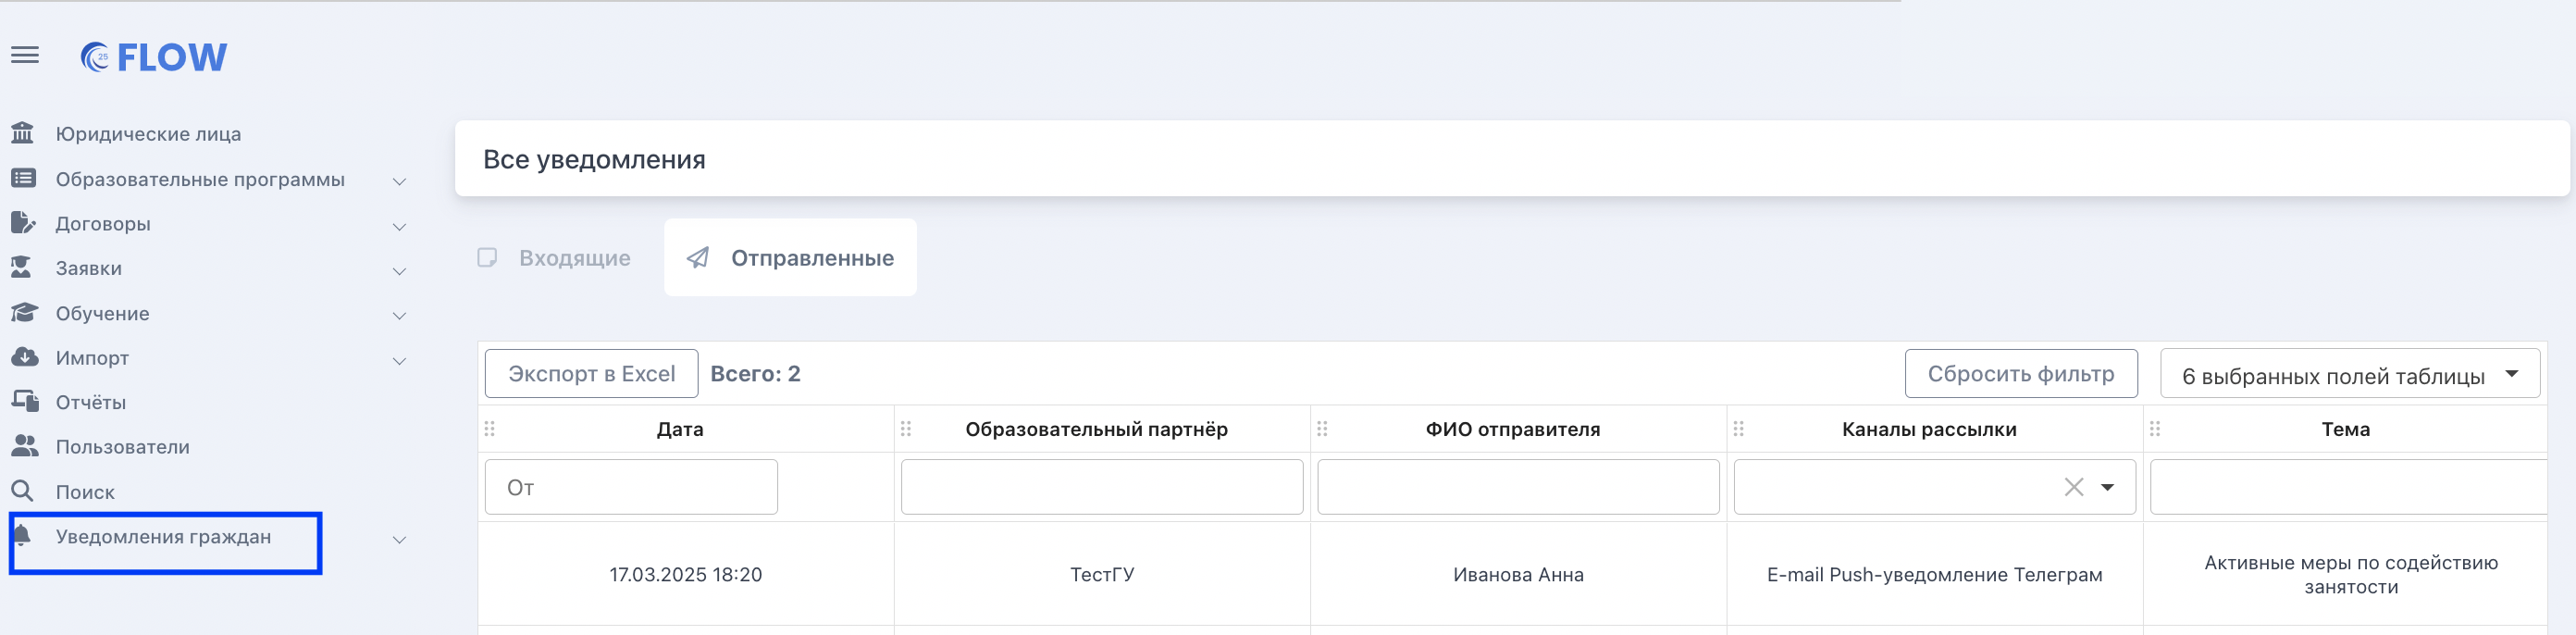 25 FLOW
Юридические лица
Образовательные программы
Договоры
Заявки
Обучение
Импорт
Отчёты
Пользователи
Поиск
Уведомления граждан
Все уведомления
Входящие Отправленные
Экспорт в Excel Всего: 2 Сбросить фильтр 6 выбранных полей таблицы
Дата Образовательный партнёр ФИО отправителя Каналы рассылки Тема
От
17.03.2025 18:20 ТестГУ Иванова Анна E-mail Push-уведомление Телеграм Активные меры по содействию
занятости